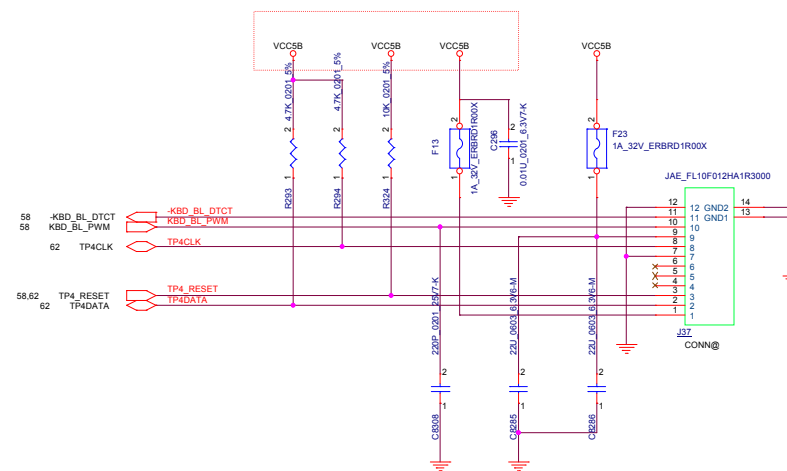 VCC5B
VCC5B
VCC5B
VCC5B
4.7K_0201_5%
4.7K_0201_5%
10K_0201_5%
2
2
2
2
2
2
F13
1A_32V_ERBRD1R00X
C296
0.01U_0201_6.3V7-K
F23
1A_32V_ERBRD1R00X
1
1
1
1
1
1
R293
R294
R324
JAE_FL10F012HA1R3000
58 -KBD_BL_DTCT -KBD_BL_DTCT
58 KBD_BL_PWM KBD_BL_PWM
62 TP4CLK TP4CLK
58,62 TP4_RESET TP4_RESET
62 TP4DATA TP4DATA
12 12 GND2 14
11 11 GND1 13
10 10
9 9
8 8
7 7
6 6
5 5
4 4
3 3
2 2
1 1
J37
CONN@
220P_0201_25V7-K
22U_0603_6.3V6-M
22U_0603_6.3V6-M
2
2
2
1
1
1
C8308
C8285
C8286